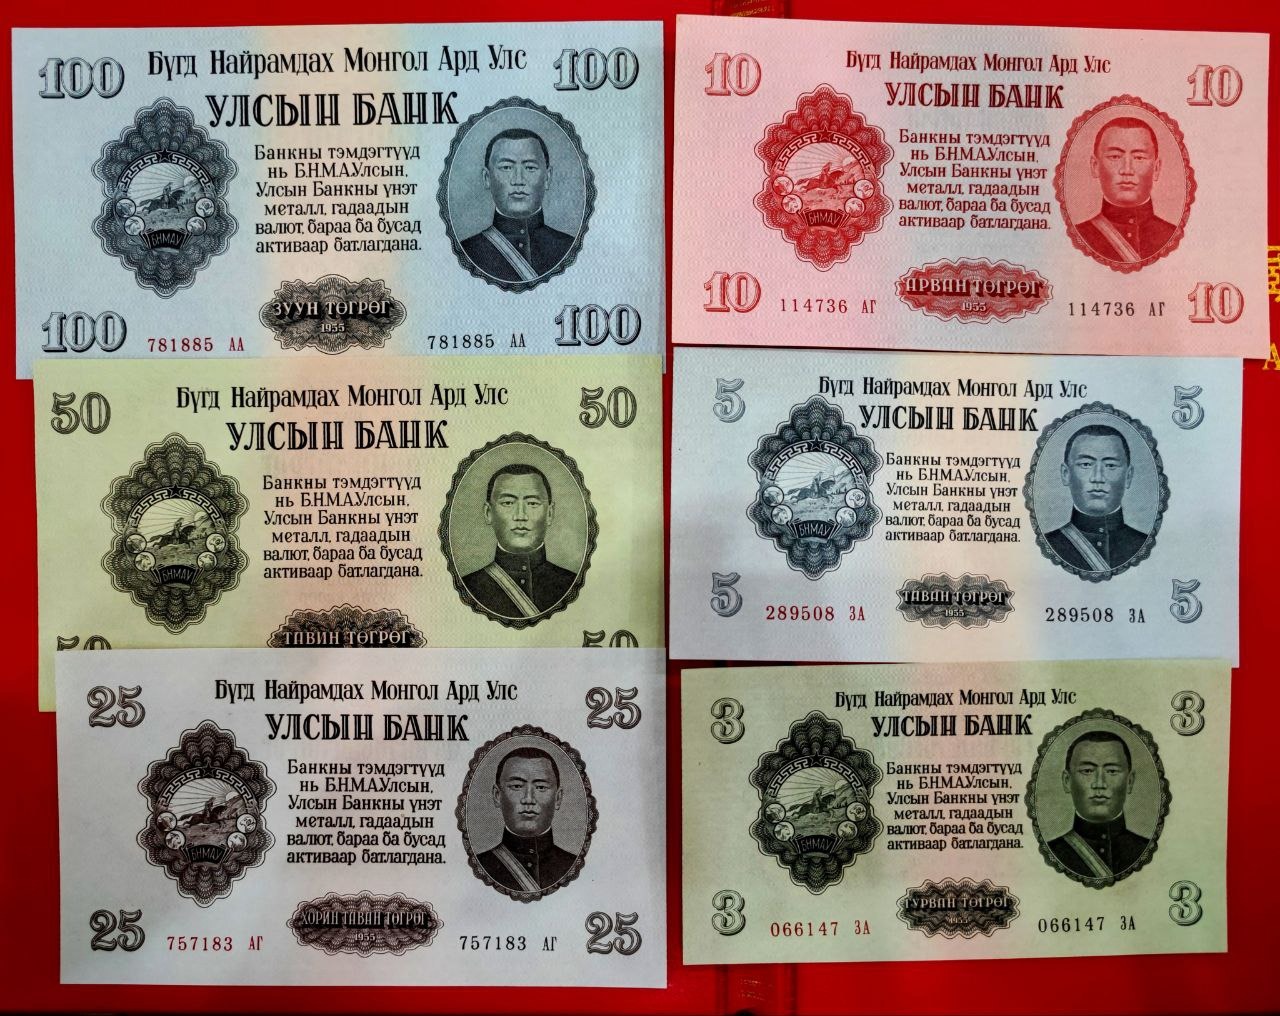 100 Бүгд Найрамдах Монгол Ард Улс 100
УЛСЫН БАНК
Банкны тэмдэгтүүд
нь Б.Н.М.А.Улсын,
Улсын Банкны үнэт
металл, гадаадын
валют, бараа ба бусад
активаар батлагдана.
БНМАУ
ЗУУН ТӨГРӨГ
1955
100 781885 АА 781885 АА 100
50 Бүгд Найрамдах Монгол Ард Улс 50
УЛСЫН БАНК
Банкны тэмдэгтүүд
нь Б.Н.М.А.Улсын,
Улсын Банкны үнэт
металл, гадаадын
валют, бараа ба бусад
активаар батлагдана.
БНМАУ
ТАВИН ТӨГРӨГ
50 50
25 Бүгд Найрамдах Монгол Ард Улс 25
УЛСЫН БАНК
Банкны тэмдэгтүүд
нь Б.Н.М.А.Улсын,
Улсын Банкны үнэт
металл, гадаадын
валют, бараа ба бусад
активаар батлагдана.
БНМАУ
ХОРИН ТАВАН ТӨГРӨГ
1955
25 757183 АГ 757183 АГ 25
10 Бүгд Найрамдах Монгол Ард Улс 10
УЛСЫН БАНК
Банкны тэмдэгтүүд
нь Б.Н.М.А.Улсын,
Улсын Банкны үнэт
металл, гадаадын
валют, бараа ба бусад
активаар батлагдана.
БНМАУ
АРВАН ТӨГРӨГ
1955
10 114736 АГ 114736 АГ 10
5 Бүгд Найрамдах Монгол Ард Улс 5
УЛСЫН БАНК
Банкны тэмдэгтүүд
нь Б.Н.М.А.Улсын,
Улсын Банкны үнэт
металл, гадаадын
валют, бараа ба бусад
активаар батлагдана.
БНМАУ
ТАВАН ТӨГРӨГ
1955
5 289508 ЗА 289508 ЗА 5
3 Бүгд Найрамдах Монгол Ард Улс 3
УЛСЫН БАНК
Банкны тэмдэгтүүд
нь Б.Н.М.А.Улсын,
Улсын Банкны үнэт
металл, гадаадын
валют, бараа ба бусад
активаар батлагдана.
БНМАУ
ГУРВАН ТӨГРӨГ
1955
3 066147 ЗА 066147 ЗА 3